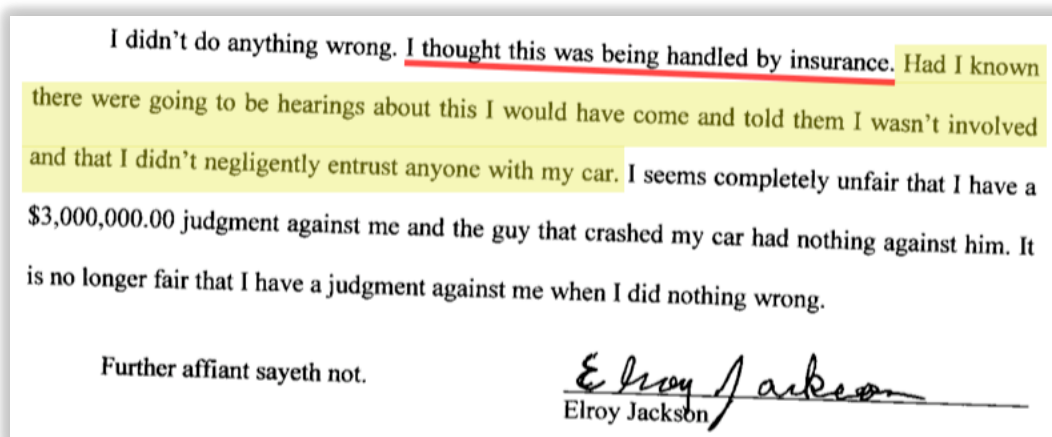 I didn't do anything wrong. I thought this was being handled by insurance. Had I known
there were going to be hearings about this I would have come and told them I wasn't involved
and that I didn't negligently entrust anyone with my car. I seems completely unfair that I have a
$3,000,000.00 judgment against me and the guy that crashed my car had nothing against him. It
is no longer fair that I have a judgment against me when I did nothing wrong.
Further affiant sayeth not.
Elroy Jackson
Elroy Jackson